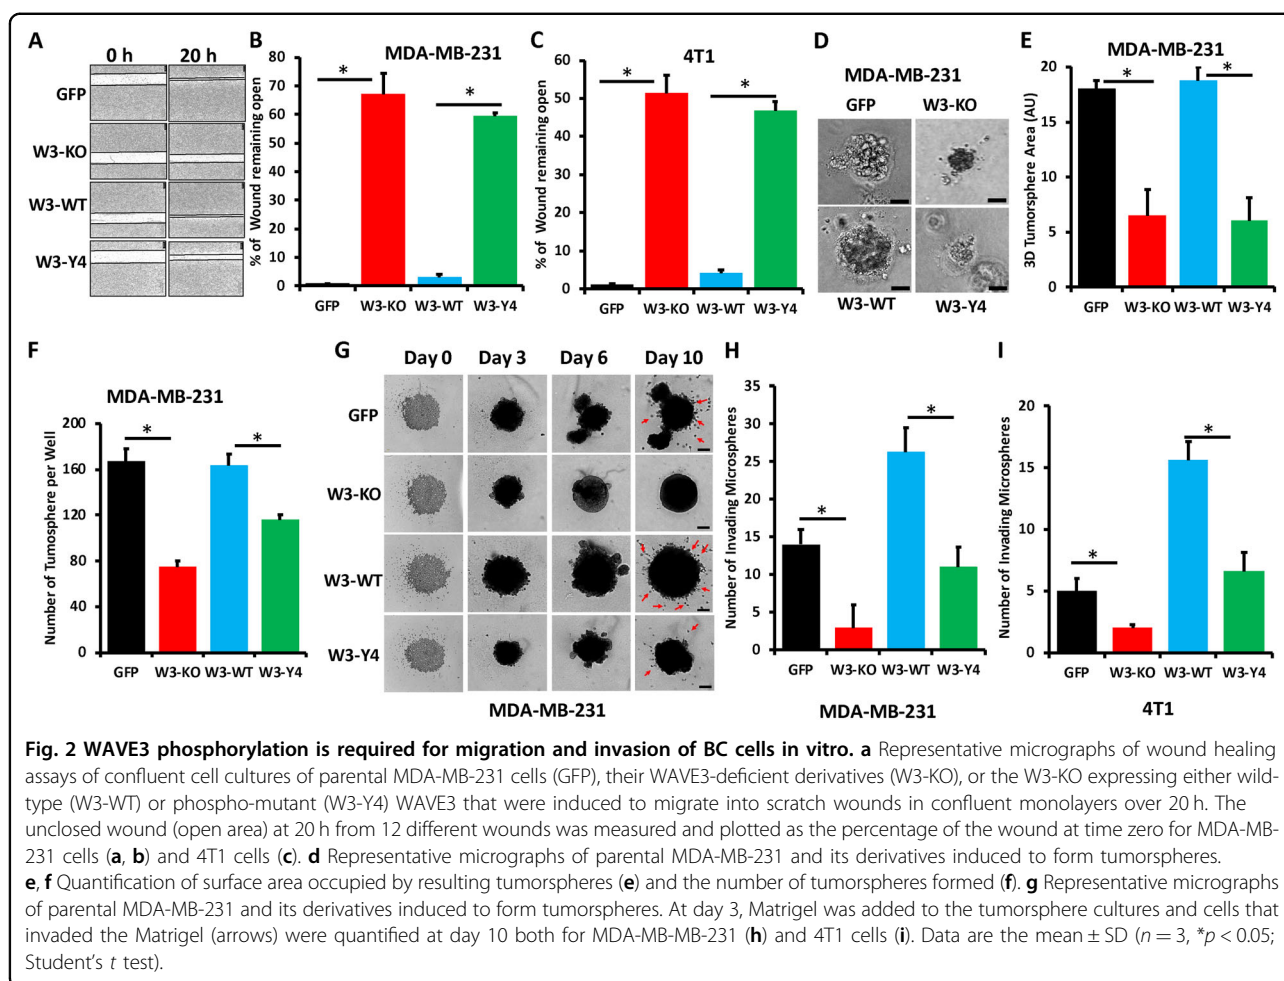 A
0 h
20 h
GFP
W3-KO
W3-WT
W3-Y4
B
MDA-MB-231
% of Wound remaining open
80
70
60
50
40
30
20
10
0
*
*
GFP W3-KO W3-WT W3-Y4
C
4T1
% of Wound remaining open
60
50
40
30
20
10
0
*
*
GFP W3-KO W3-WT W3-Y4
D
MDA-MB-231
GFP W3-KO
W3-WT W3-Y4
E
MDA-MB-231
3D Tumorsphere Area (AU)
20
15
10
5
0
*
*
GFP W3-KO W3-WT W3-Y4
F
MDA-MB-231
Number of Tumosphere per Well
200
160
120
80
40
0
*
*
GFP W3-KO W3-WT W3-Y4
G
Day 0 Day 3 Day 6 Day 10
GFP
W3-KO
W3-WT
W3-Y4
MDA-MB-231
H
Number of Invading Microspheres
35
30
25
20
15
10
5
0
*
*
GFP W3-KO W3-WT W3-Y4
MDA-MB-231
I
Number of Invading Microspheres
20
15
10
5
0
*
*
GFP W3-KO W3-WT W3-Y4
4T1
Fig. 2 WAVE3 phosphorylation is required for migration and invasion of BC cells in vitro. a Representative micrographs of wound healing
assays of confluent cell cultures of parental MDA-MB-231 cells (GFP), their WAVE3-deficient derivatives (W3-KO), or the W3-KO expressing either wild-
type (W3-WT) or phospho-mutant (W3-Y4) WAVE3 that were induced to migrate into scratch wounds in confluent monolayers over 20 h. The
unclosed wound (open area) at 20 h from 12 different wounds was measured and plotted as the percentage of the wound at time zero for MDA-MB-
231 cells (a, b) and 4T1 cells (c). d Representative micrographs of parental MDA-MB-231 and its derivatives induced to form tumorspheres.
e, f Quantification of surface area occupied by resulting tumorspheres (e) and the number of tumorspheres formed (f). g Representative micrographs
of parental MDA-MB-231 and its derivatives induced to form tumorspheres. At day 3, Matrigel was added to the tumorsphere cultures and cells that
invaded the Matrigel (arrows) were quantified at day 10 both for MDA-MB-MB-231 (h) and 4T1 cells (i). Data are the mean ± SD (n = 3, *p < 0.05;
Student's t test).